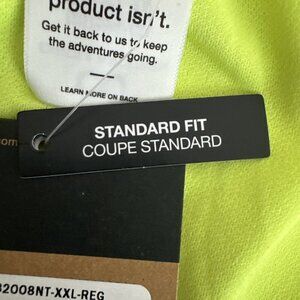 product isn't.
Get it back to us to keep
the adventures going.
LEARN MORE ON BACK
STANDARD FIT
COUPE STANDARD
com
32008NT-XXL-REG